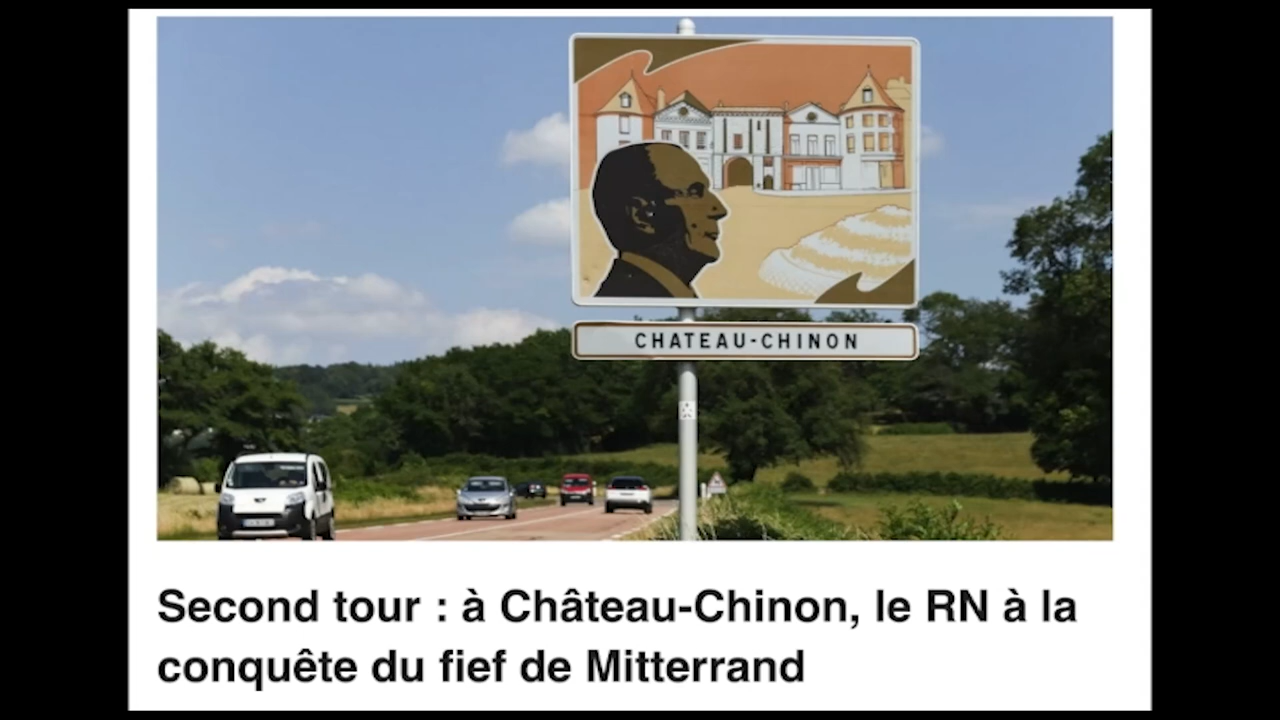 CHATEAU-CHINON
Second tour : à Château-Chinon, le RN à la
conquête du fief de Mitterrand